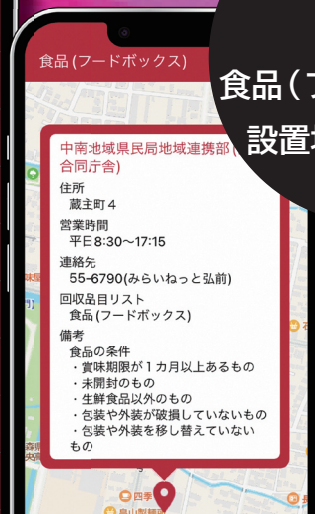 食品(フードボックス)
食品(フ
設置場
中南地域県民局地域連携部(
合同庁舎)
住所
蔵主町4
営業時間
平日8:30〜17:15
連絡先
55-6790(みらいねっと弘前)
回収品目リスト
食品(フードボックス)
備考
食品の条件
・賞味期限が1カ月以上あるもの
・未開封のもの
・生鮮食品以外のもの
・包装や外装が破損していないもの
・包装や外装を移し替えていない
もの
四季